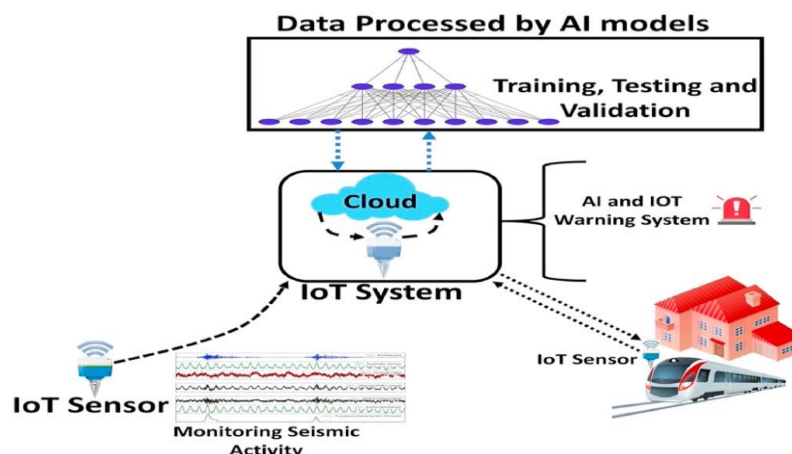 Data Processed by AI models
Training, Testing and
Validation
Cloud
AI and IOT
Warning System
IoT System
IoT Sensor
IoT Sensor
Monitoring Seismic
Activity